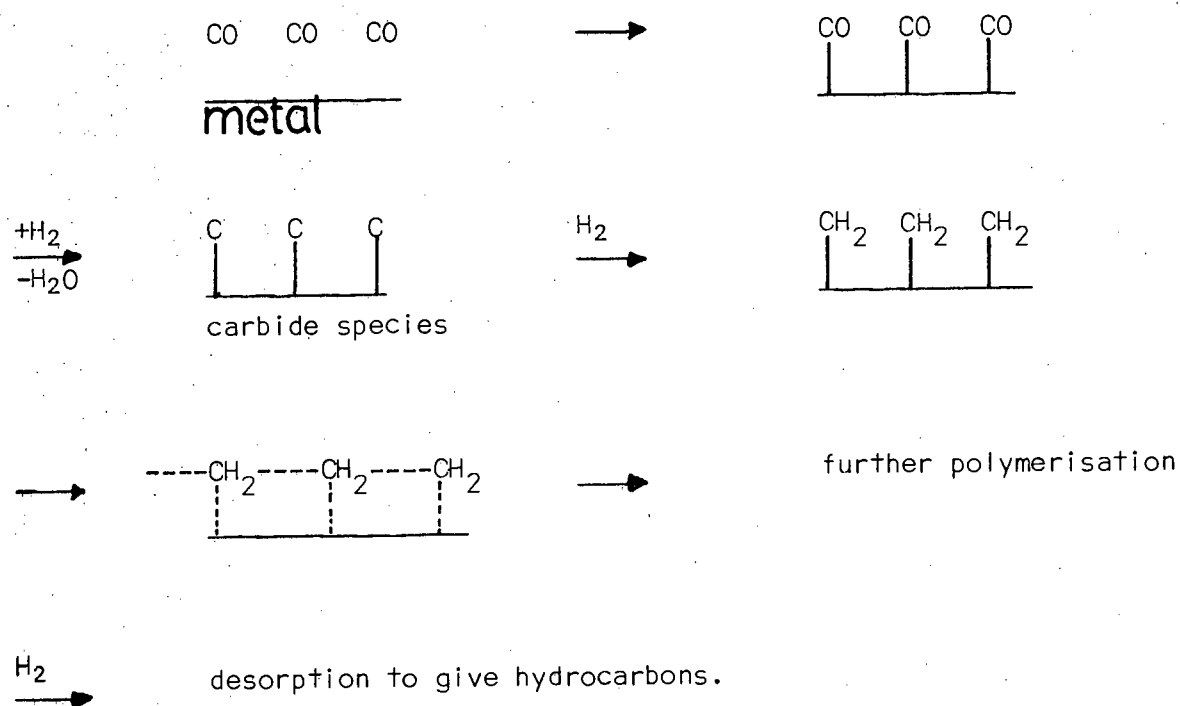 CO CO CO
CO CO CO
metal
+H2
-H2O
C C C
H2
CH2 CH2 CH2
carbide species
CH2 CH2 CH2
further polymerisation
H2
desorption to give hydrocarbons.